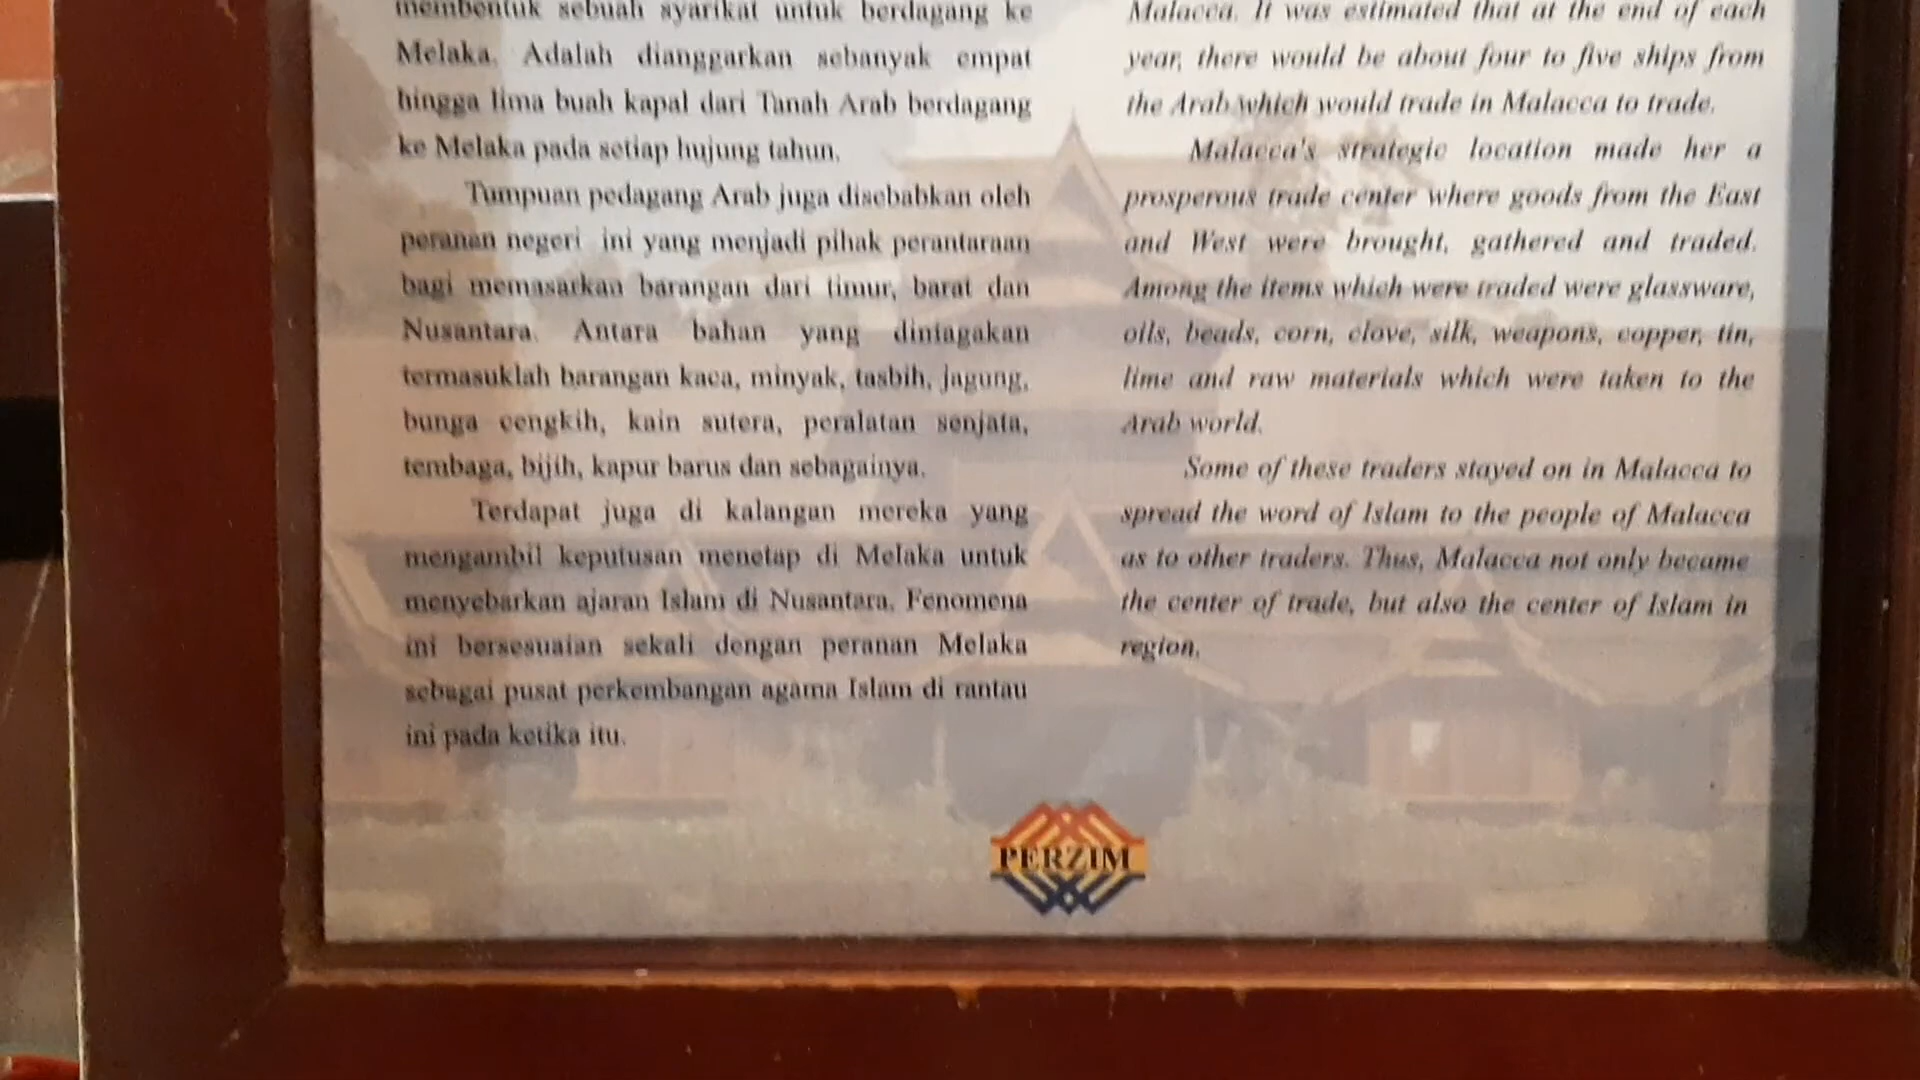 membentuk sebuah syarikat untuk berdagang ke
Melaka. Adalah dianggarkan sebanyak empat
hingga lima buah kapal dari Tanah Arab berdagang
ke Melaka pada setiap hujung tahun.
Tumpuan pedagang Arab juga disebabkan oleh
peranan negeri ini yang menjadi pihak perantaraan
bagi memasarkan barangan dari timur, barat dan
Nusantara. Antara bahan yang diniagakan
termasuklah barangan kaca, minyak, tasbih, jagung,
bunga cengkih, kain sutera, peralatan senjata,
tembaga, bijih, kapur barus dan sebagainya.
Terdapat juga di kalangan mereka yang
mengambil keputusan menetap di Melaka untuk
menyebarkan ajaran Islam di Nusantara. Fenomena
ini bersesuaian sekali dengan peranan Melaka
sebagai pusat perkembangan agama Islam di rantau
ini pada ketika itu.
Malacca. It was estimated that at the end of each
year, there would be about four to five ships from
the Arab which would trade in Malacca to trade.
Malacca's strategic location made her a
prosperous trade center where goods from the East
and West were brought, gathered and traded.
Among the items which were traded were glassware,
oils, beads, corn, clove, silk, weapons, copper, tin,
lime and raw materials which were taken to the
Arab world.
Some of these traders stayed on in Malacca to
spread the word of Islam to the people of Malacca
as to other traders. Thus, Malacca not only became
the center of trade, but also the center of Islam in
region.
PERZIM